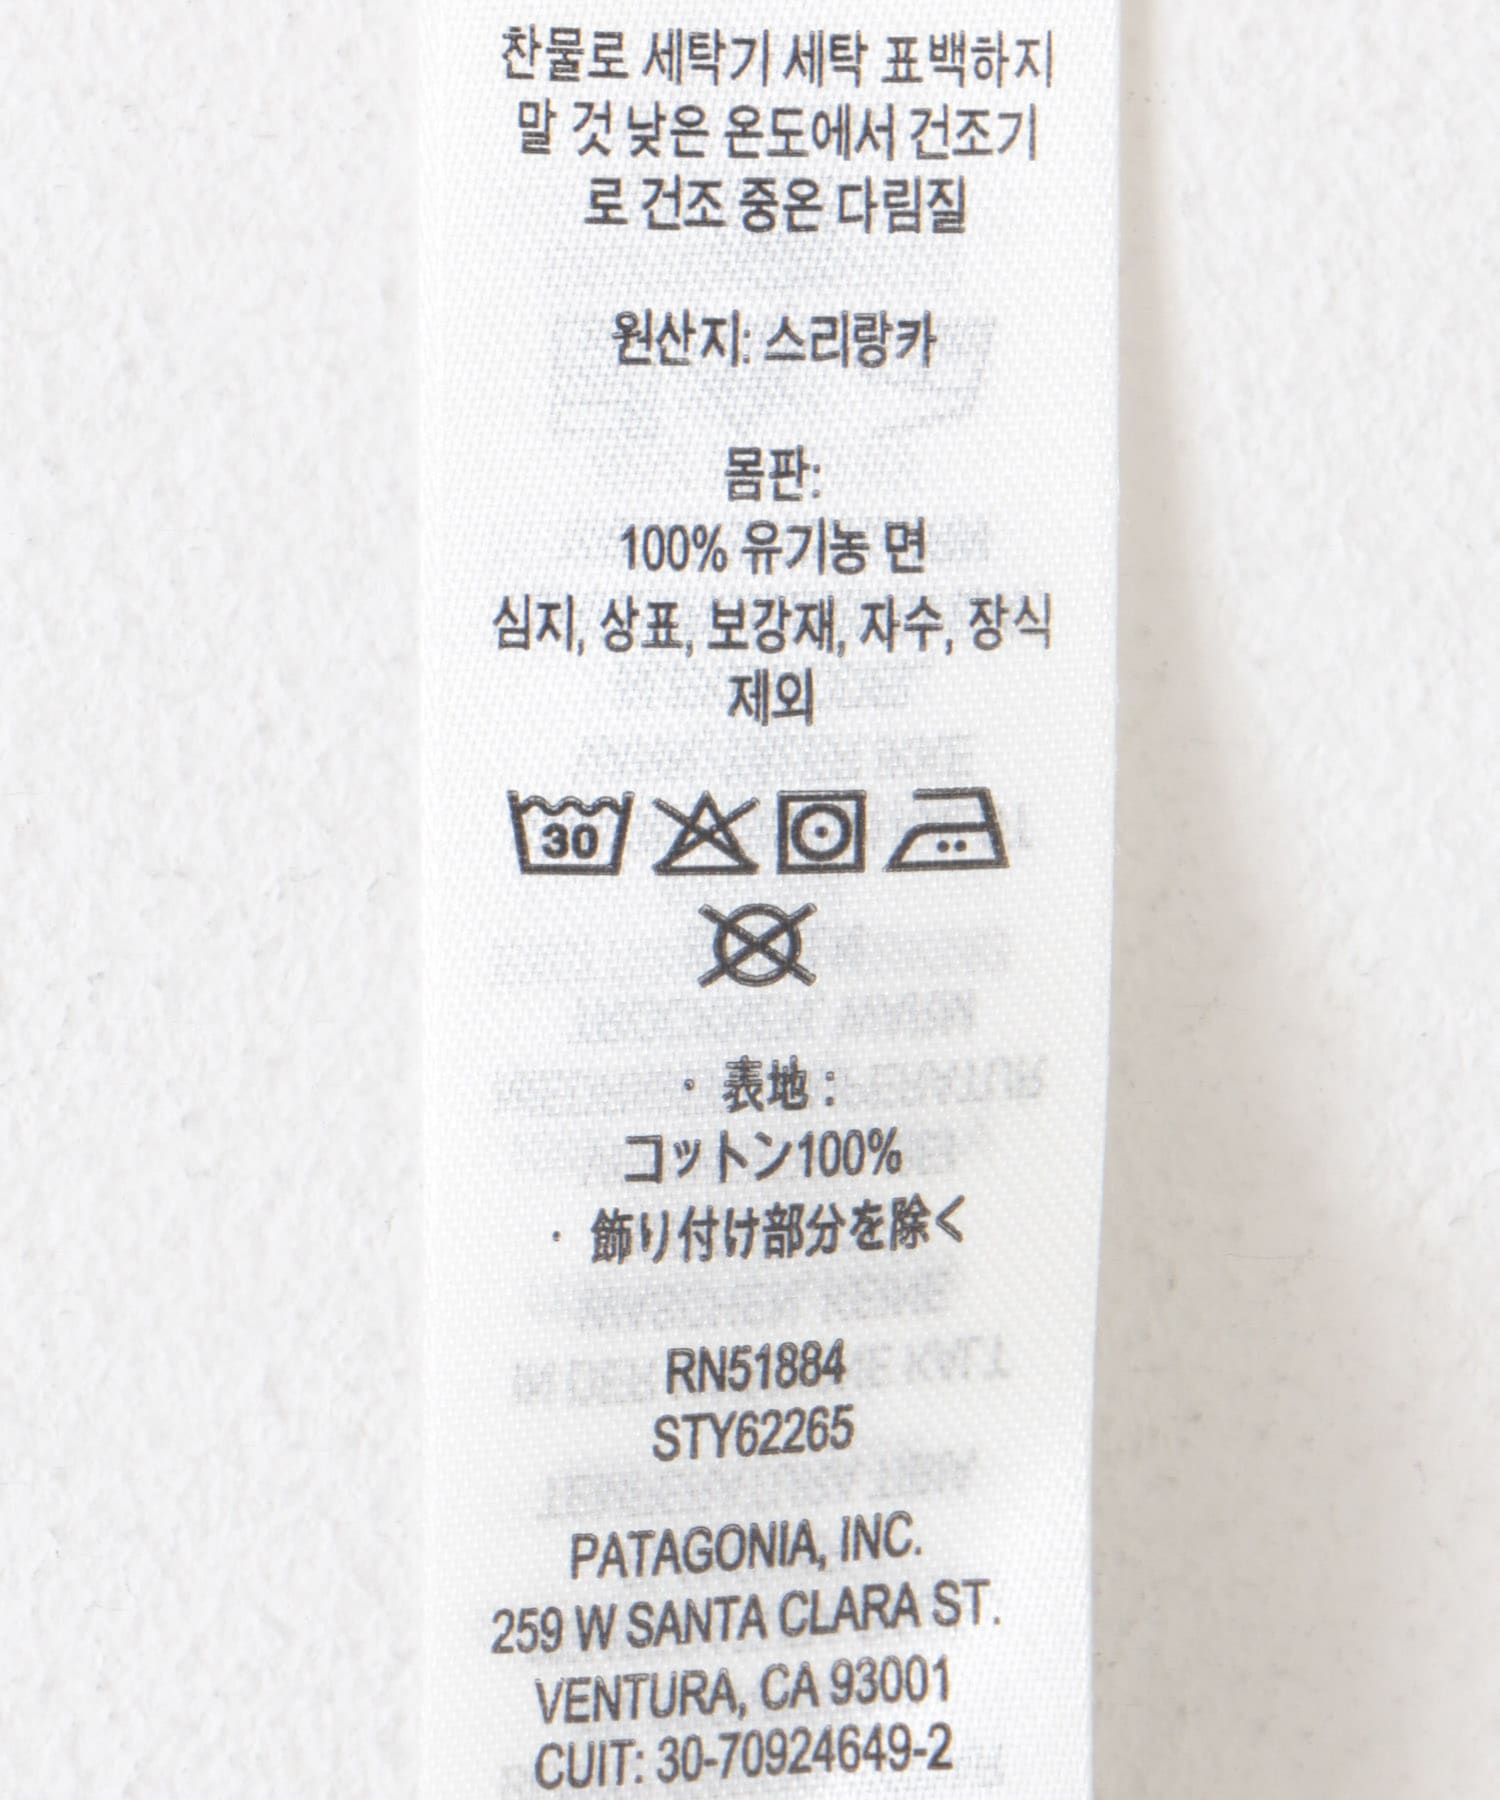 찬물로 세탁기 세탁 표백하지
말 것 낮은 온도에서 건조기
로 건조 중온 다림질
원산지: 스리랑카
몸판:
100% 유기농 면
심지, 상표, 보강재, 자수, 장식
제외
30
· 表地 :
コットン100%
· 飾り付け部分を除く
RN51884
STY62265
PATAGONIA, INC.
259 W SANTA CLARA ST.
VENTURA, CA 93001
CUIT: 30-70924649-2